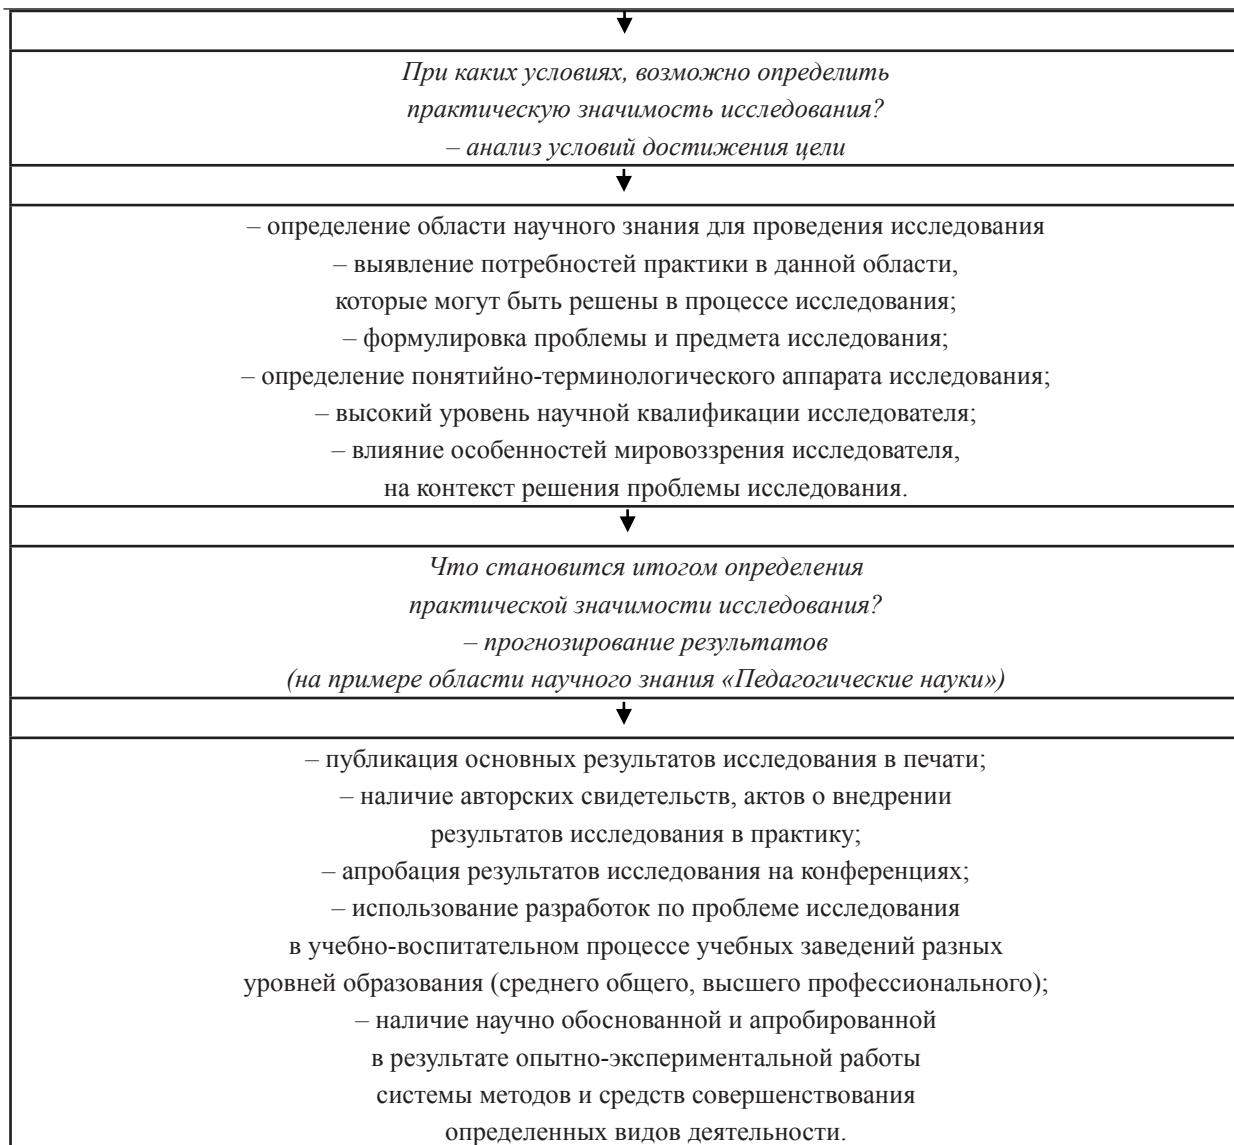 При каких условиях, возможно определить
практическую значимость исследования?
– анализ условий достижения цели
– определение области научного знания для проведения исследования
– выявление потребностей практики в данной области,
которые могут быть решены в процессе исследования;
– формулировка проблемы и предмета исследования;
– определение понятийно-терминологического аппарата исследования;
– высокий уровень научной квалификации исследователя;
– влияние особенностей мировоззрения исследователя,
на контекст решения проблемы исследования.
Что становится итогом определения
практической значимости исследования?
– прогнозирование результатов
(на примере области научного знания «Педагогические науки»)
– публикация основных результатов исследования в печати;
– наличие авторских свидетельств, актов о внедрении
результатов исследования в практику;
– апробация результатов исследования на конференциях;
– использование разработок по проблеме исследования
в учебно-воспитательном процессе учебных заведений разных
уровней образования (среднего общего, высшего профессионального);
– наличие научно обоснованной и апробированной
в результате опытно-экспериментальной работы
системы методов и средств совершенствования
определенных видов деятельности.